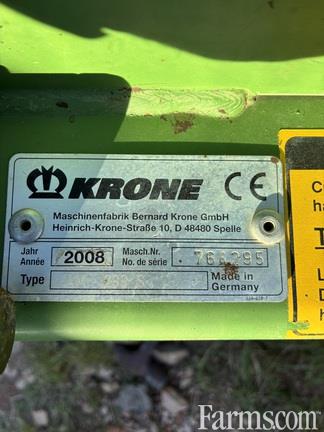 KRONE CE
Maschinenfabrik Bernard Krone GmbH
Heinrich-Krone-Straße 10, D 48480 Spelle
Jahr
Année
2008
Masch.Nr.
No. de série
Type
Made in
Germany
Farms.com®